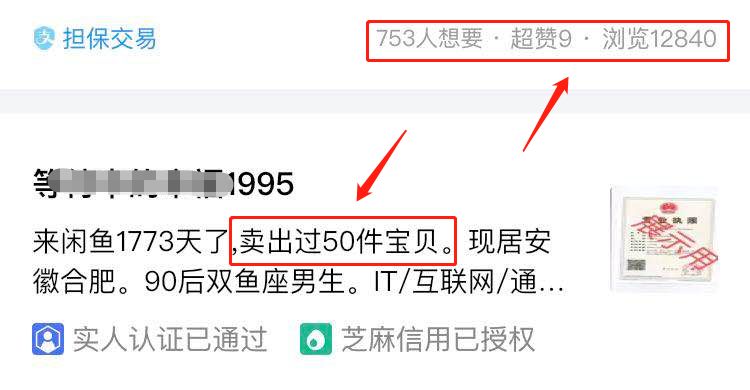 担保交易
753人想要 · 超赞9 · 浏览12840
1995
来闲鱼1773天了,卖出过50件宝贝。现居安
徽合肥。90后双鱼座男生。IT/互联网/通...
营业执照
展示用
实人认证已通过
芝麻信用已授权